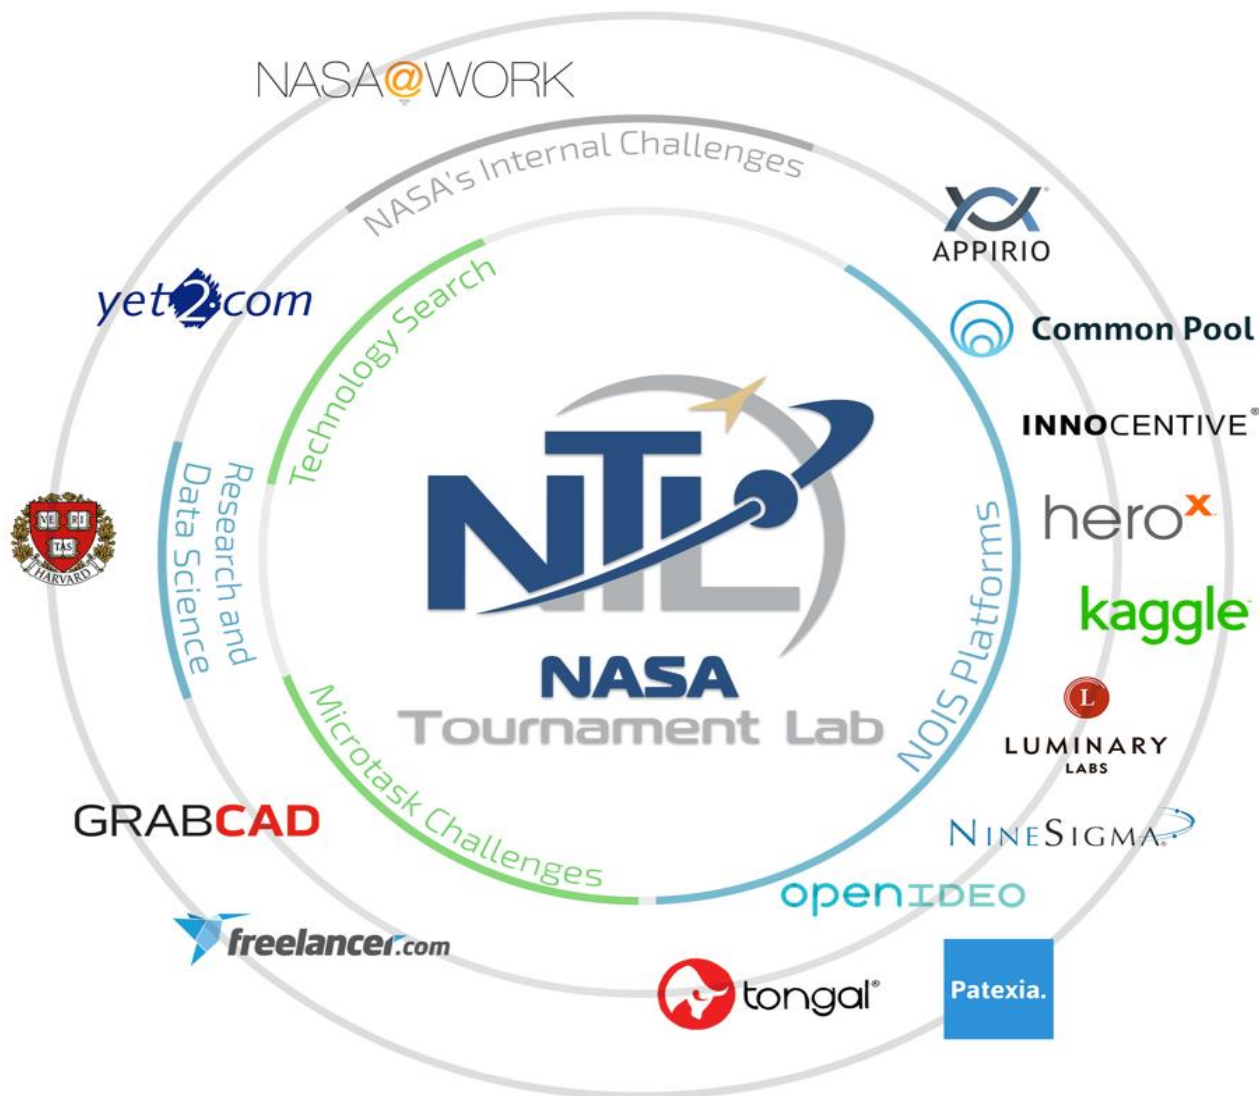 NASA@WORK
NASA's Internal Challenges
APPIRIO®
Technology Search
yet2.com
Common Pool
INNOCENTIVE®
Research and
Data Science
VE RI
TAS
HARVARD
NTL
herox
kaggle
NOIS Platforms
NASA
Tournament Lab
L
LUMINARY
LABS
Microtask Challenges
GRABCAD
NINESIGMA®
OPENIDEO
freelancer.com
tongal®
Patexia.